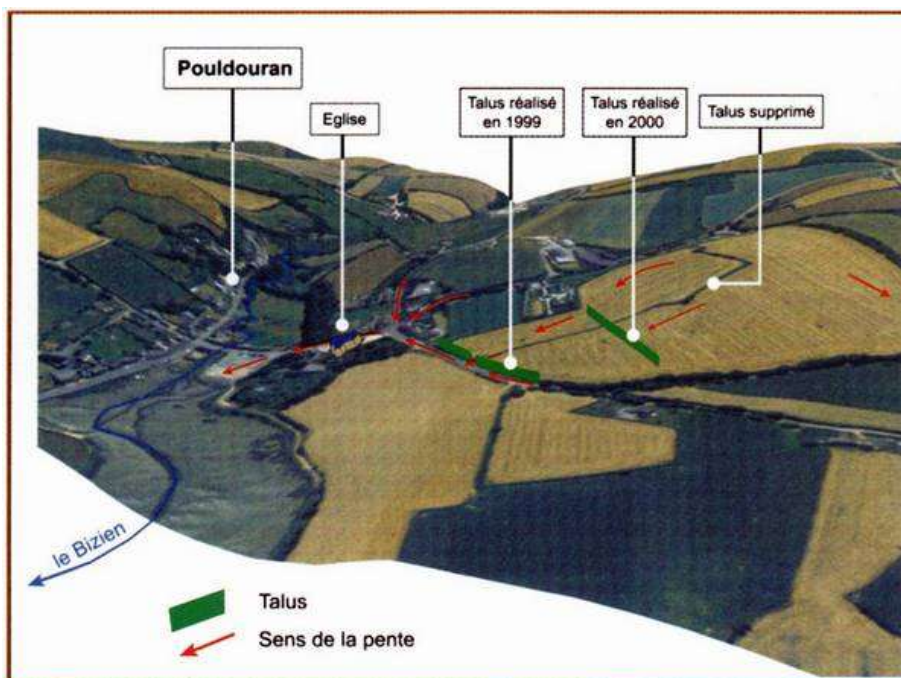 Pouldouran
Eglise
Talus réalisé
en 1999
Talus réalisé
en 2000
Talus supprimé
le Bizien
Talus
Sens de la pente